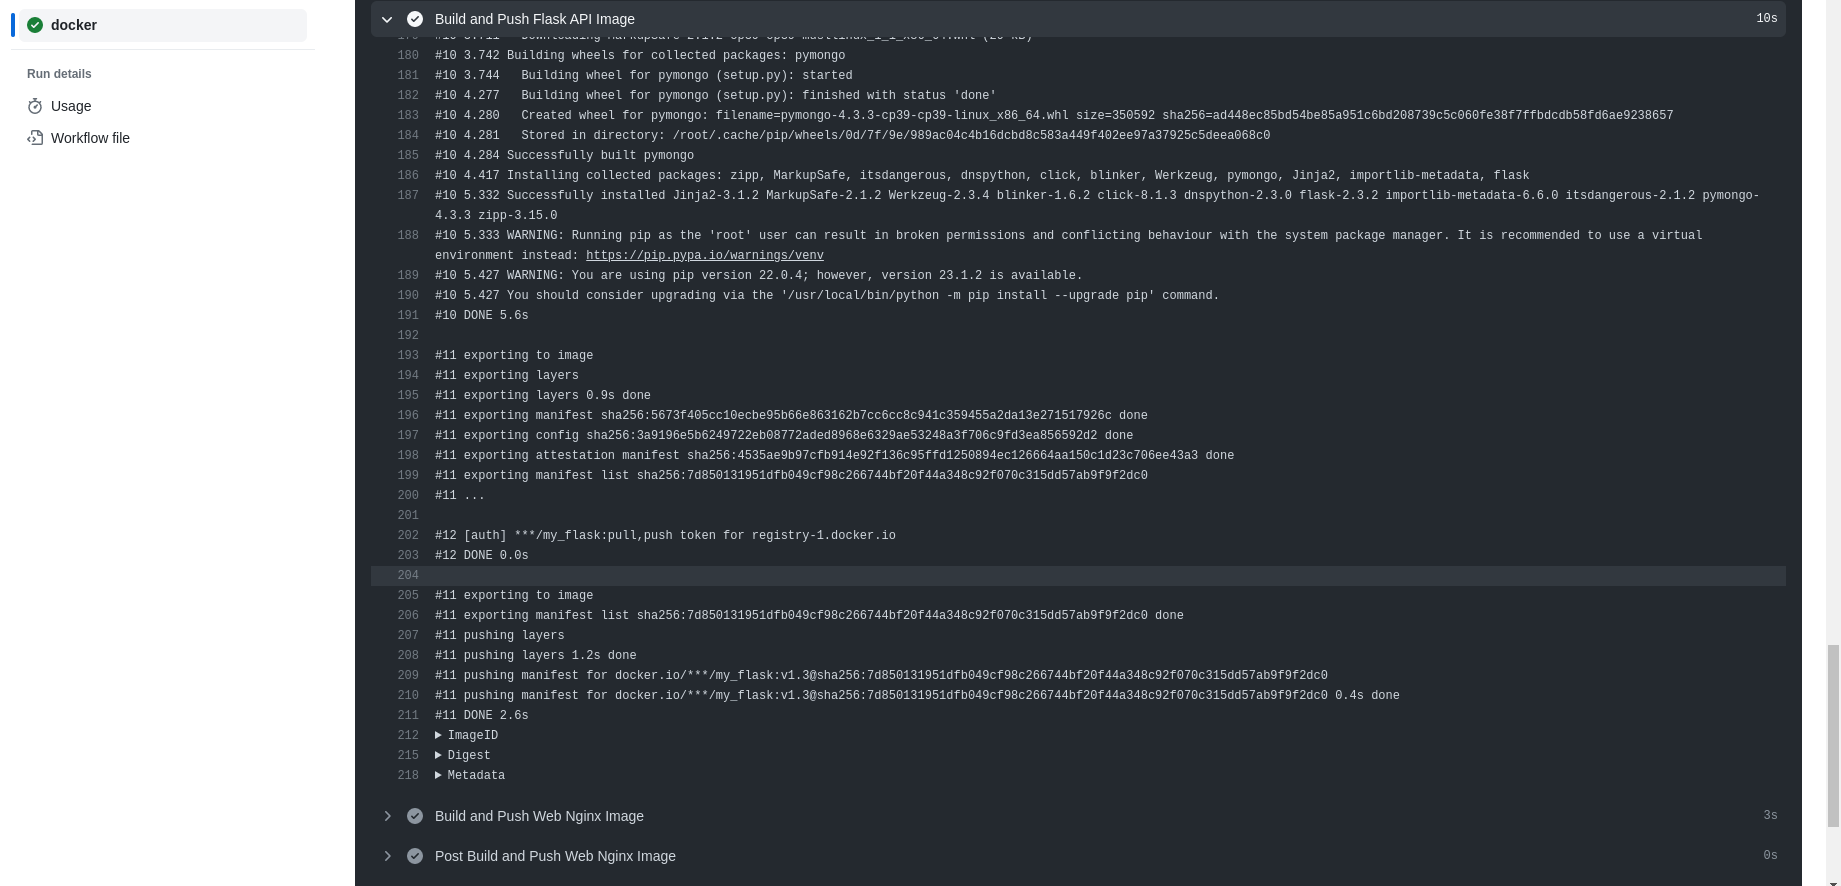 docker
Run details
Usage
Workflow file
Build and Push Flask API Image 10s
180 #10 3.742 Building wheels for collected packages: pymongo
181 #10 3.744   Building wheel for pymongo (setup.py): started
182 #10 4.277   Building wheel for pymongo (setup.py): finished with status 'done'
183 #10 4.280   Created wheel for pymongo: filename=pymongo-4.3.3-cp39-cp39-linux_x86_64.whl size=350592 sha256=ad448ec85bd54be85a951c6bd208739c5c060fe38f7ffbdcdb58fd6ae9238657
184 #10 4.281   Stored in directory: /root/.cache/pip/wheels/0d/7f/9e/989ac04c4b16dcbd8c583a449f402ee97a37925c5deea068c0
185 #10 4.284 Successfully built pymongo
186 #10 4.417 Installing collected packages: zipp, MarkupSafe, itsdangerous, dnspython, click, blinker, Werkzeug, pymongo, Jinja2, importlib-metadata, flask
187 #10 5.332 Successfully installed Jinja2-3.1.2 MarkupSafe-2.1.2 Werkzeug-2.3.4 blinker-1.6.2 click-8.1.3 dnspython-2.3.0 flask-2.3.2 importlib-metadata-6.6.0 itsdangerous-2.1.2 pymongo-
4.3.3 zipp-3.15.0
188 #10 5.333 WARNING: Running pip as the 'root' user can result in broken permissions and conflicting behaviour with the system package manager. It is recommended to use a virtual
environment instead: https://pip.pypa.io/warnings/venv
189 #10 5.427 WARNING: You are using pip version 22.0.4; however, version 23.1.2 is available.
190 #10 5.427 You should consider upgrading via the '/usr/local/bin/python -m pip install --upgrade pip' command.
191 #10 DONE 5.6s
192
193 #11 exporting to image
194 #11 exporting layers
195 #11 exporting layers 0.9s done
196 #11 exporting manifest sha256:5673f405cc10ecbe95b66e863162b7cc6cc8c941c359455a2da13e271517926c done
197 #11 exporting config sha256:3a9196e5b6249722eb08772aded8968e6329ae53248a3f706c9fd3ea856592d2 done
198 #11 exporting attestation manifest sha256:4535ae9b97cfb914e92f136c95ffd1250894ec126664aa150c1d23c706ee43a3 done
199 #11 exporting manifest list sha256:7d850131951dfb049cf98c266744bf20f44a348c92f070c315dd57ab9f9f2dc0
200 #11 ...
201
202 #12 [auth] ***/my_flask:pull,push token for registry-1.docker.io
203 #12 DONE 0.0s
204
205 #11 exporting to image
206 #11 exporting manifest list sha256:7d850131951dfb049cf98c266744bf20f44a348c92f070c315dd57ab9f9f2dc0 done
207 #11 pushing layers
208 #11 pushing layers 1.2s done
209 #11 pushing manifest for docker.io/***/my_flask:v1.3@sha256:7d850131951dfb049cf98c266744bf20f44a348c92f070c315dd57ab9f9f2dc0
210 #11 pushing manifest for docker.io/***/my_flask:v1.3@sha256:7d850131951dfb049cf98c266744bf20f44a348c92f070c315dd57ab9f9f2dc0 0.4s done
211 #11 DONE 2.6s
212 ▶ ImageID
215 ▶ Digest
218 ▶ Metadata
Build and Push Web Nginx Image 3s
Post Build and Push Web Nginx Image 0s